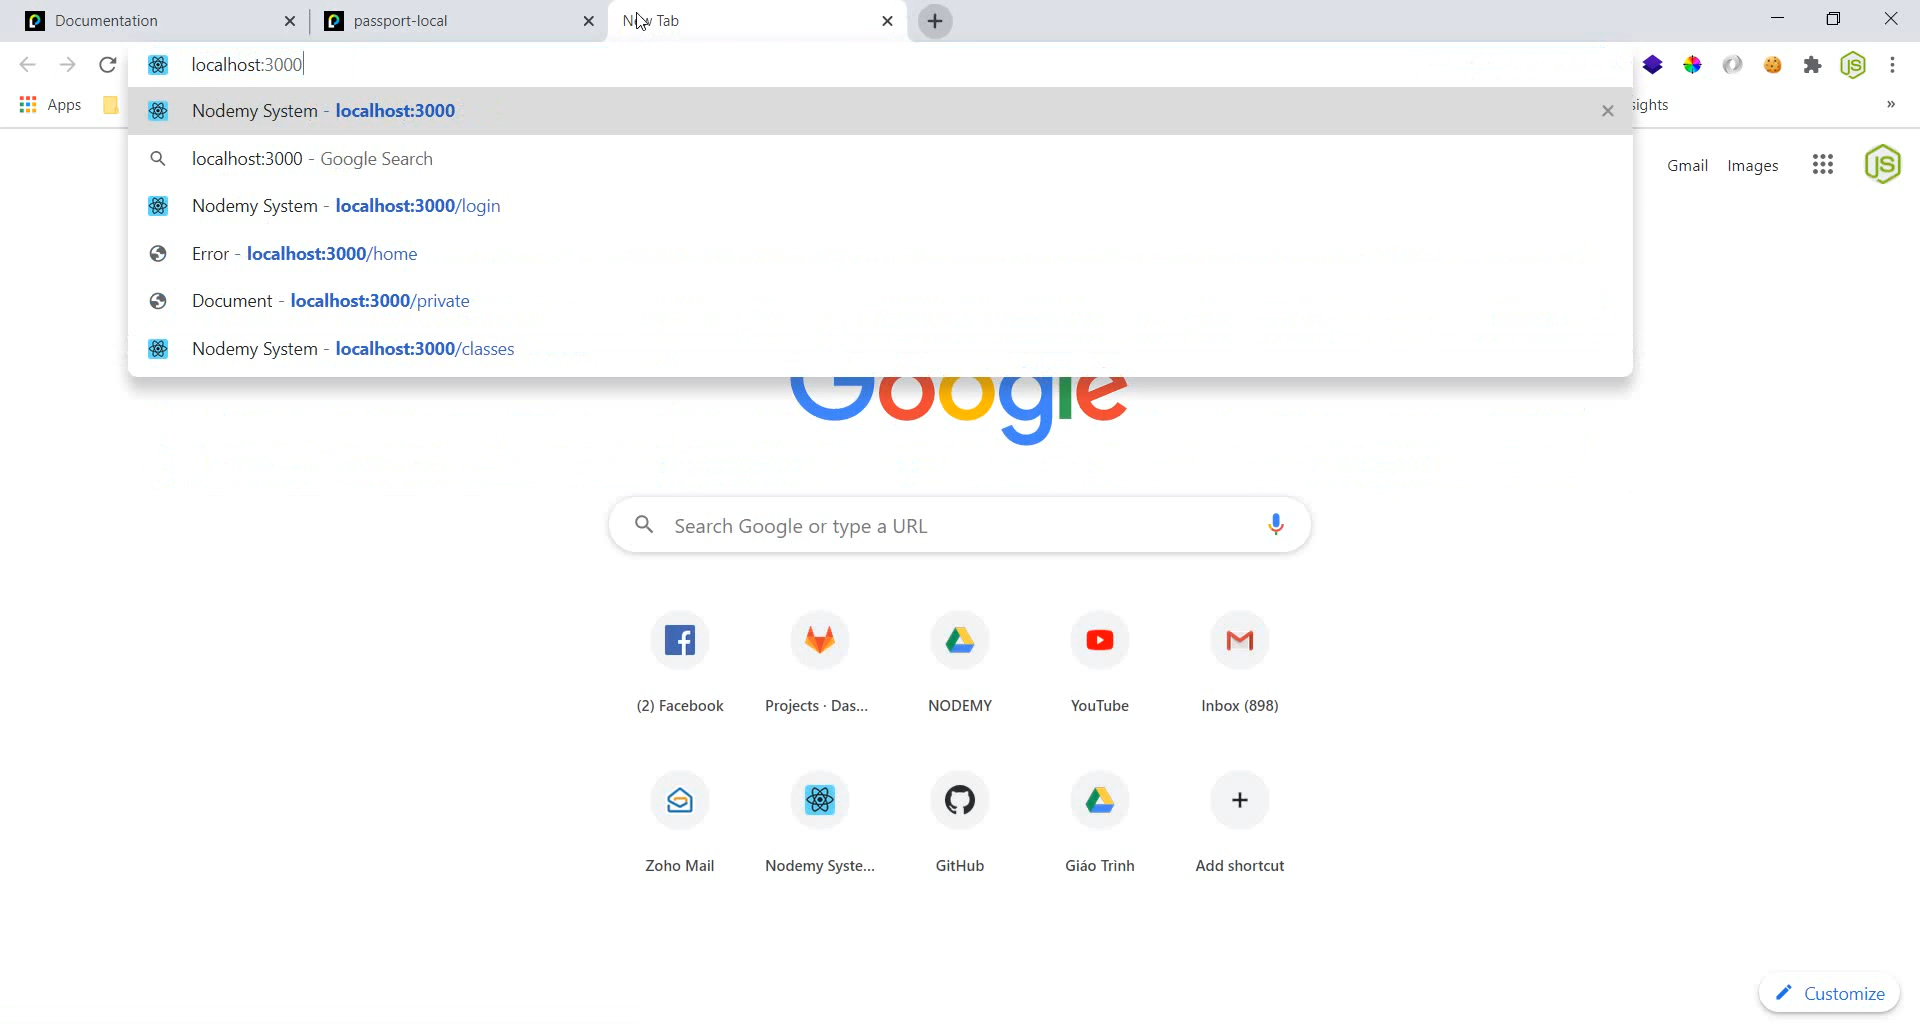 Documentation
passport-local
New Tab
localhost:3000
Apps
sights
»
Nodemy System - localhost:3000
localhost:3000 - Google Search
Nodemy System - localhost:3000/login
Error - localhost:3000/home
Document - localhost:3000/private
Nodemy System - localhost:3000/classes
Gmail Images
JS
Google
Search Google or type a URL
(2) Facebook
Projects · Das...
NODEMY
YouTube
Inbox (898)
Zoho Mail
Nodemy Syste...
GitHub
Giáo Trình
Add shortcut
Customize